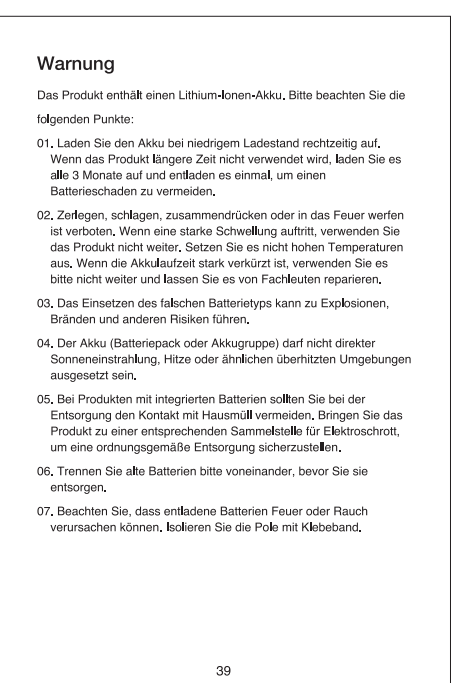 Warnung
Das Produkt enthält einen Lithium-Ionen-Akku. Bitte beachten Sie die
folgenden Punkte:
01. Laden Sie den Akku bei niedrigem Ladestand rechtzeitig auf.
Wenn das Produkt längere Zeit nicht verwendet wird, laden Sie es
alle 3 Monate auf und entladen es einmal, um einen
Batterieschaden zu vermeiden.
02. Zerlegen, schlagen, zusammendrücken oder in das Feuer werfen
ist verboten. Wenn eine starke Schwellung auftritt, verwenden Sie
das Produkt nicht weiter. Setzen Sie es nicht hohen Temperaturen
aus. Wenn die Akkulaufzeit stark verkürzt ist, verwenden Sie es
bitte nicht weiter und lassen Sie es von Fachleuten reparieren.
03. Das Einsetzen des falschen Batterietyps kann zu Explosionen,
Bränden und anderen Risiken führen.
04. Der Akku (Batteriepack oder Akkugruppe) darf nicht direkter
Sonneneinstrahlung, Hitze oder ähnlichen überhitzten Umgebungen
ausgesetzt sein.
05. Bei Produkten mit integrierten Batterien sollten Sie bei der
Entsorgung den Kontakt mit Hausmüll vermeiden. Bringen Sie das
Produkt zu einer entsprechenden Sammelstelle für Elektroschrott,
um eine ordnungsgemäße Entsorgung sicherzustellen.
06. Trennen Sie alte Batterien bitte voneinander, bevor Sie sie
entsorgen.
07. Beachten Sie, dass entladene Batterien Feuer oder Rauch
verursachen können. Isolieren Sie die Pole mit Klebeband.
39